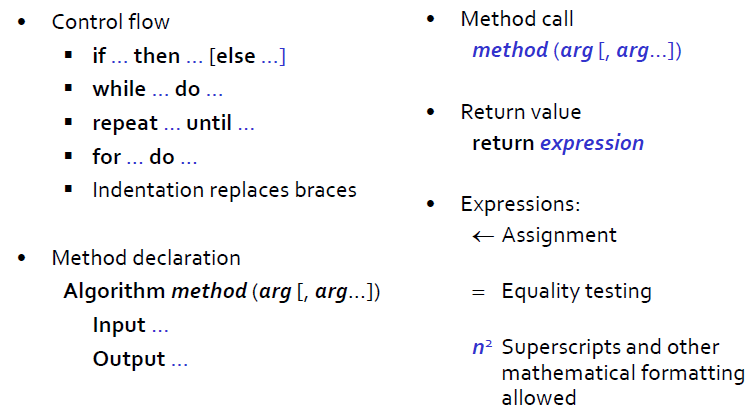 • Control flow
▪ if ... then ... [else ...]
▪ while ... do ...
▪ repeat ... until ...
▪ for ... do ...
▪ Indentation replaces braces
• Method declaration
Algorithm method (arg [, arg...])
Input ...
Output ...
• Method call
method (arg [, arg...])
• Return value
return expression
• Expressions:
← Assignment
= Equality testing
n² Superscripts and other
mathematical formatting
allowed